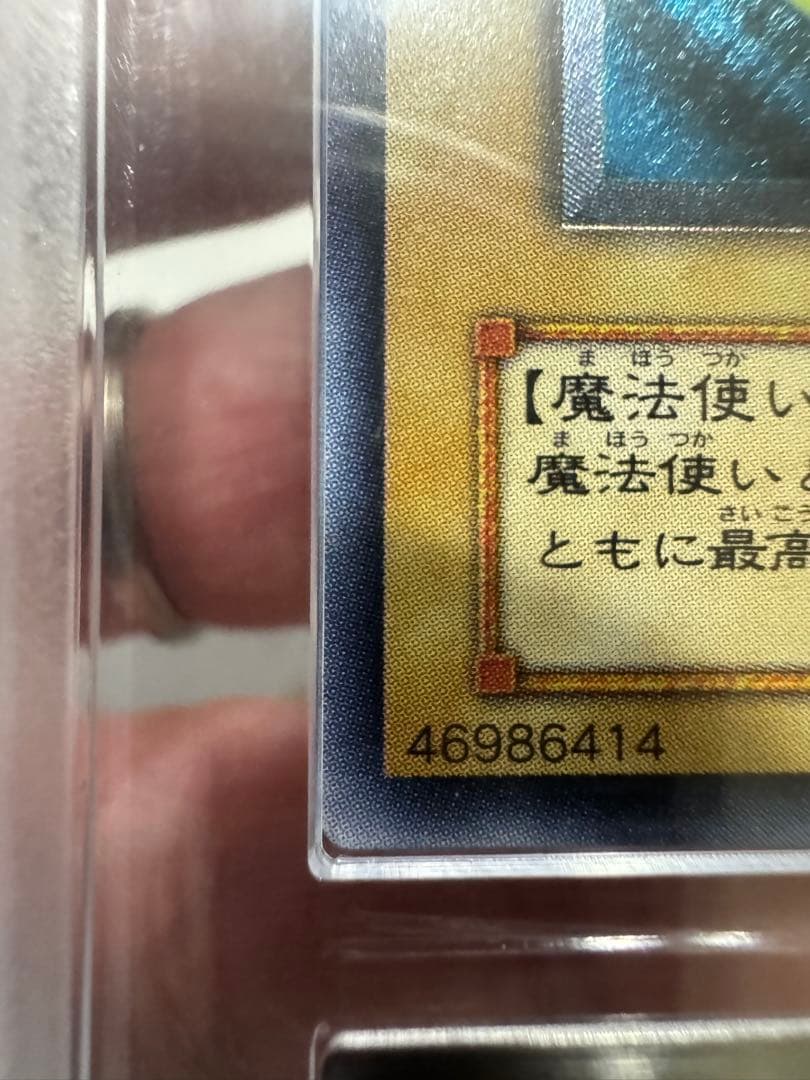 【魔法使い
まほうつか
魔法使い
まほうつか
ともに最高
さいこう
46986414